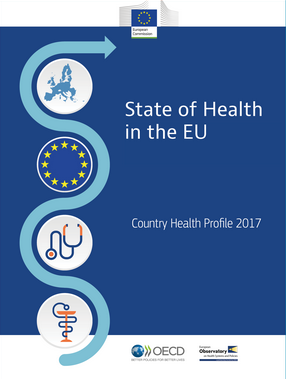 European
Commission
State of Health
in the EU
Country Health Profile 2017
OECD
BETTER POLICIES FOR BETTER LIVES
European
Observatory
on Health Systems and Policies